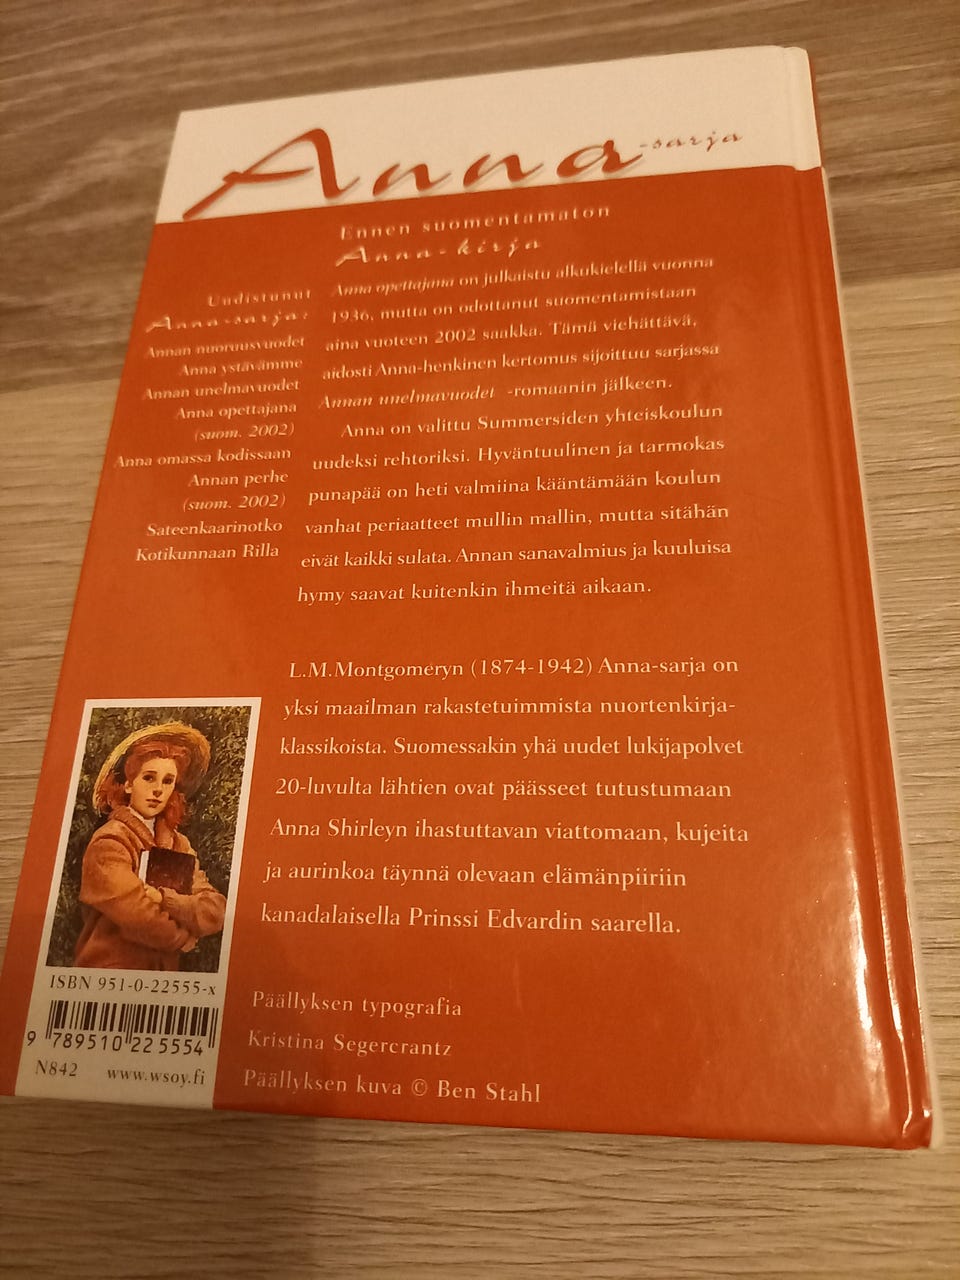 Anna-sarja
Ennen suomentamaton
Anna-kirja
Anna opettajana on julkaistu alkukielellä vuonna
1936, mutta on odottanut suomentamistaan
aina vuoteen 2002 saakka. Tämä viehättävä,
aidosti Anna-henkinen kertomus sijoittuu sarjassa
Annan unelmavuodet -romaanin jälkeen.
Anna on valittu Summersiden yhteiskoulun
uudeksi rehtoriksi. Hyväntuulinen ja tarmokas
punapää on heti valmiina kääntämään koulun
vanhat periaatteet mullin mallin, mutta sitähän
eivät kaikki sulata. Annan sanavalmius ja kuuluisa
hymy saavat kuitenkin ihmeitä aikaan.
Uudistunut
Anna-sarja:
Annan nuoruusvuodet
Anna ystävämme
Annan unelmavuodet
Anna opettajana
(suom. 2002)
Anna omassa kodissaan
Annan perhe
(suom. 2002)
Sateenkaarinotko
Kotikunnaan Rilla
L.M.Montgomeryn (1874-1942) Anna-sarja on
yksi maailman rakastetuimmista nuortenkirja-
klassikoista. Suomessakin yhä uudet lukijapolvet
20-luvulta lähtien ovat päässeet tutustumaan
Anna Shirleyn ihastuttavan viattomaan, kujeita
ja aurinkoa täynnä olevaan elämänpiiriin
kanadalaisella Prinssi Edvardin saarella.
ISBN 951-0-22555-x
9 789510 225554
N842 www.wsoy.fi
Päällyksen typografia
Kristina Segercrantz
Päällyksen kuva © Ben Stahl